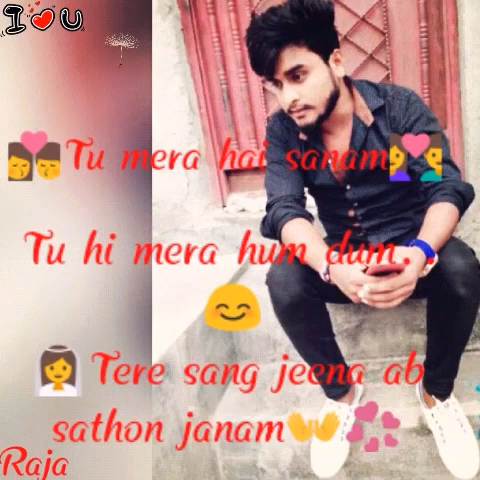 I ❤ U
💏Tu mera hai sanam💑
Tu hi mera hum dum. .
😊
👰Tere sang jeena ab
sathon janam👐💞
Raja